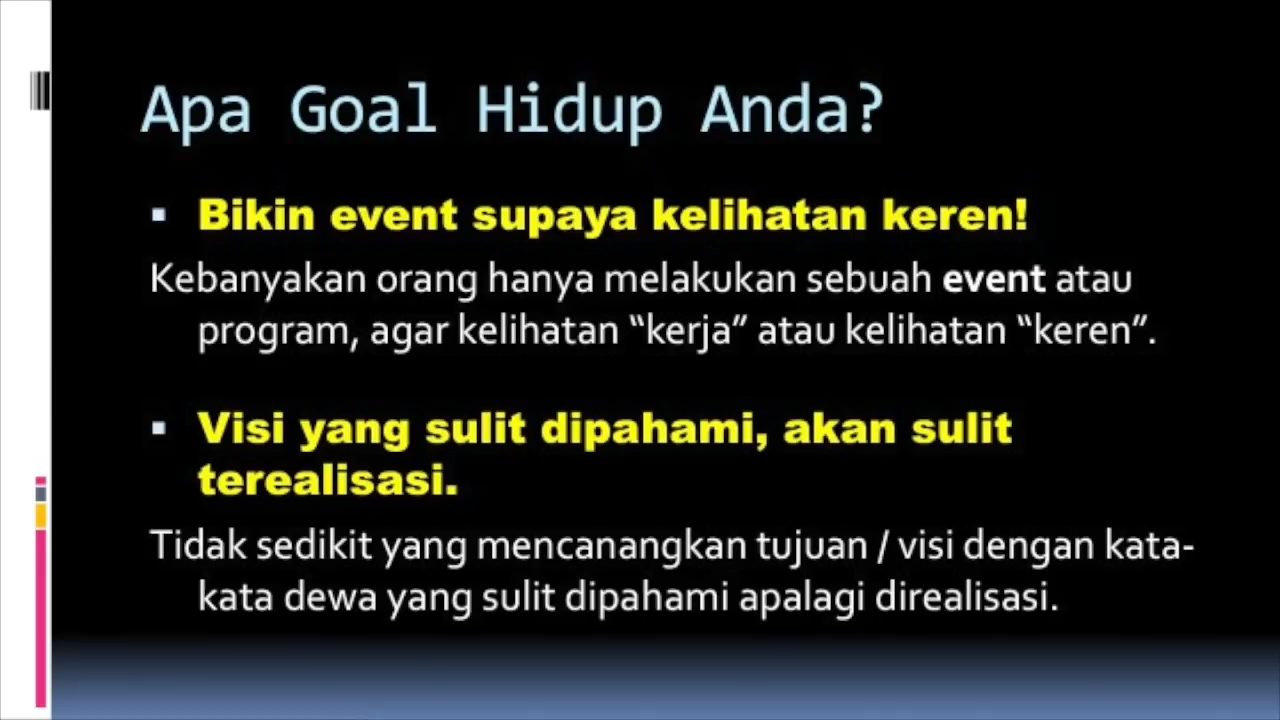 Apa Goal Hidup Anda?
Bikin event supaya kelihatan keren!
Kebanyakan orang hanya melakukan sebuah event atau
program, agar kelihatan “kerja” atau kelihatan “keren”.
Visi yang sulit dipahami, akan sulit
terealisasi.
Tidak sedikit yang mencanangkan tujuan / visi dengan kata-
kata dewa yang sulit dipahami apalagi direalisasi.